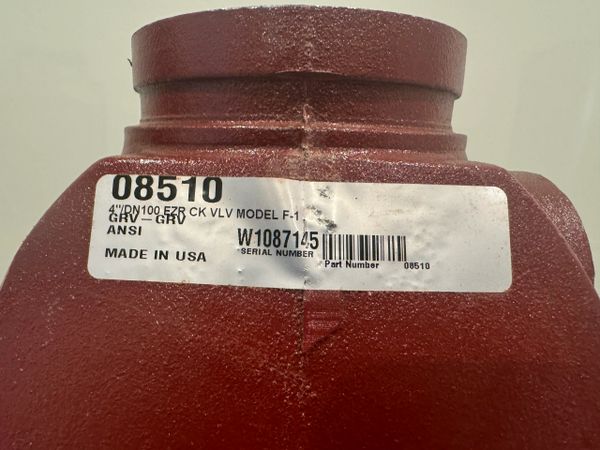 08510
4"/DN100 EZR CK VLV MODEL F-1
GRV-GRV
ANSI
W1087145
SERIAL NUMBER
MADE IN USA
Part Number 08510